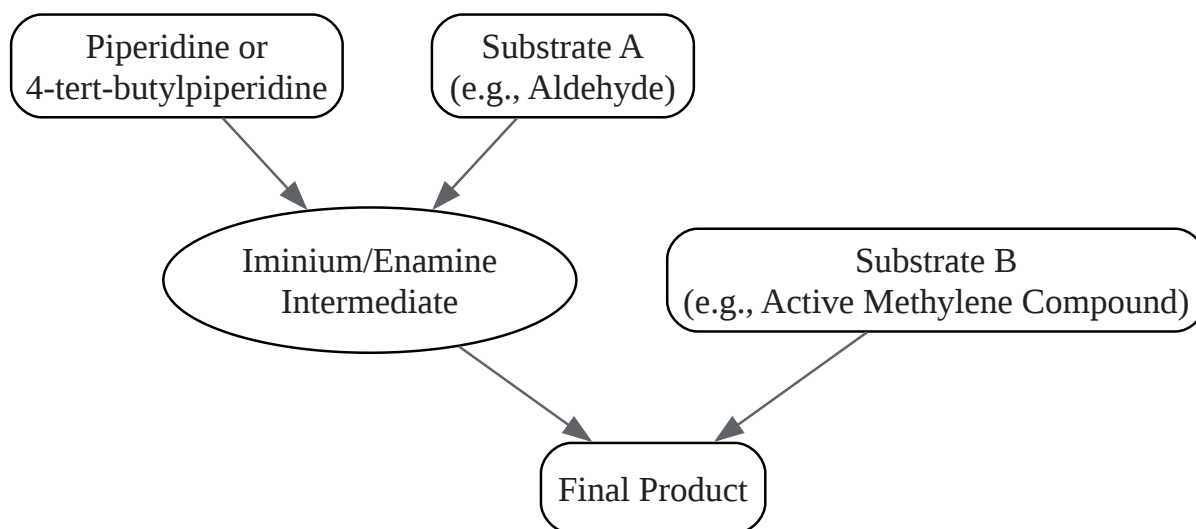 Piperidine or
4-tert-butylpiperidine
Substrate A
(e.g., Aldehyde)
Iminium/Enamine
Intermediate
Substrate B
(e.g., Active Methylene Compound)
Final Product